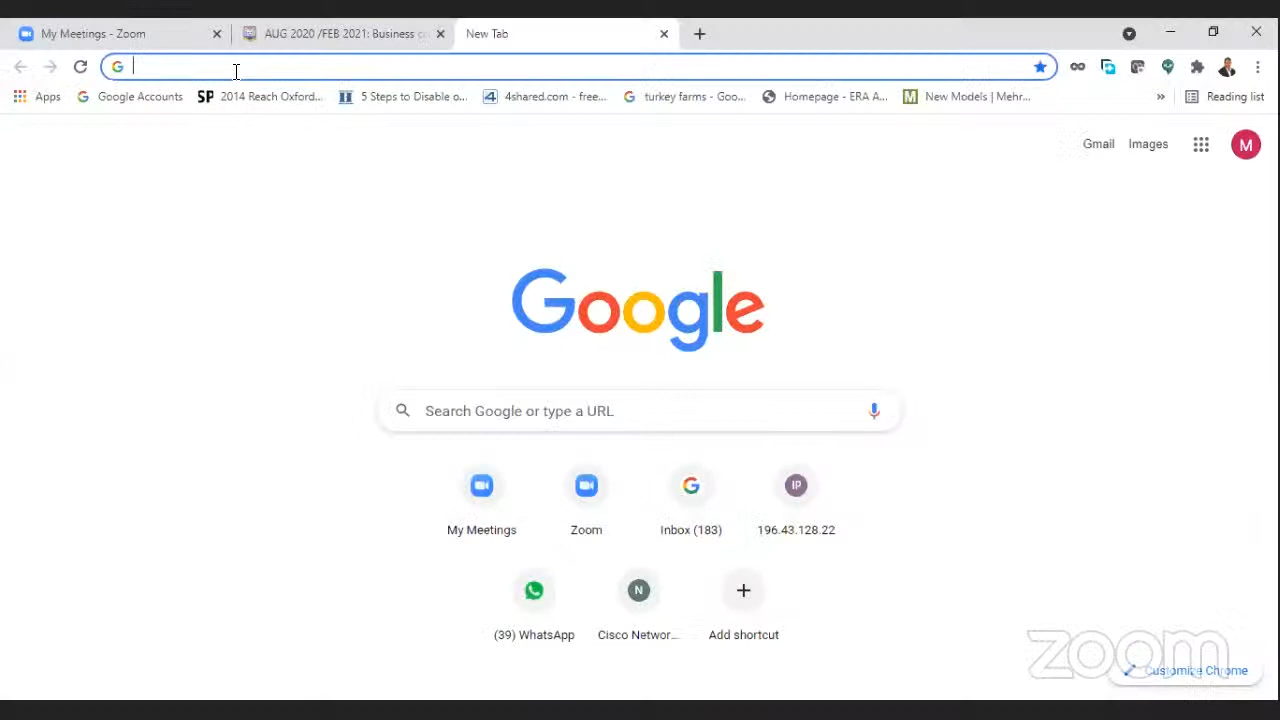 My Meetings - Zoom
AUG 2020 /FEB 2021: Business c
New Tab
Apps
Google Accounts
SP 2014 Reach Oxford...
5 Steps to Disable o...
4 4shared.com - free...
turkey farms - Goo...
Homepage - ERA A...
M New Models | Mehr...
»
Reading list
Gmail
Images
M
Google
Search Google or type a URL
My Meetings
Zoom
Inbox (183)
IP
196.43.128.22
(39) WhatsApp
N
Cisco Networ...
Add shortcut
zoom
Customize Chrome